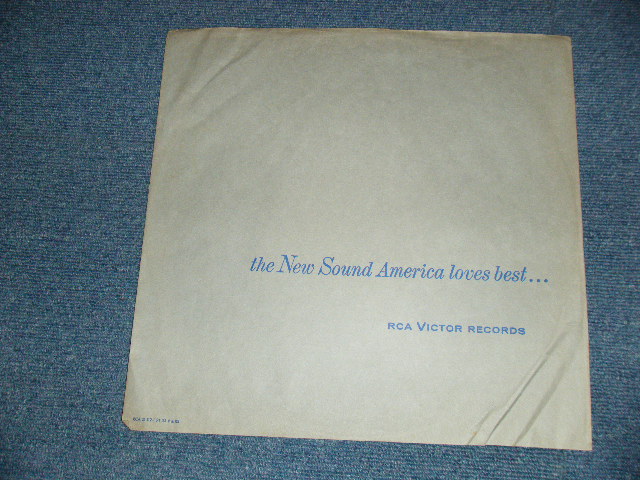 the New Sound America loves best...
RCA VICTOR RECORDS